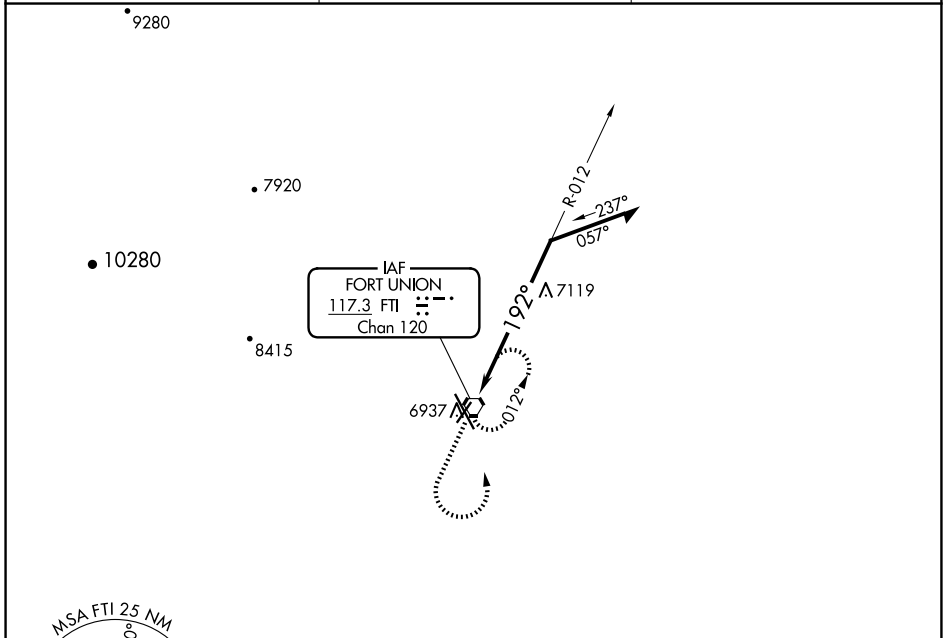 9280
7920
10280
R-012
237°
057°
IAF
FORT UNION
117.3 FTI
Chan 120
192°
7119
8415
6937
012°
MSA FTI 25 NM